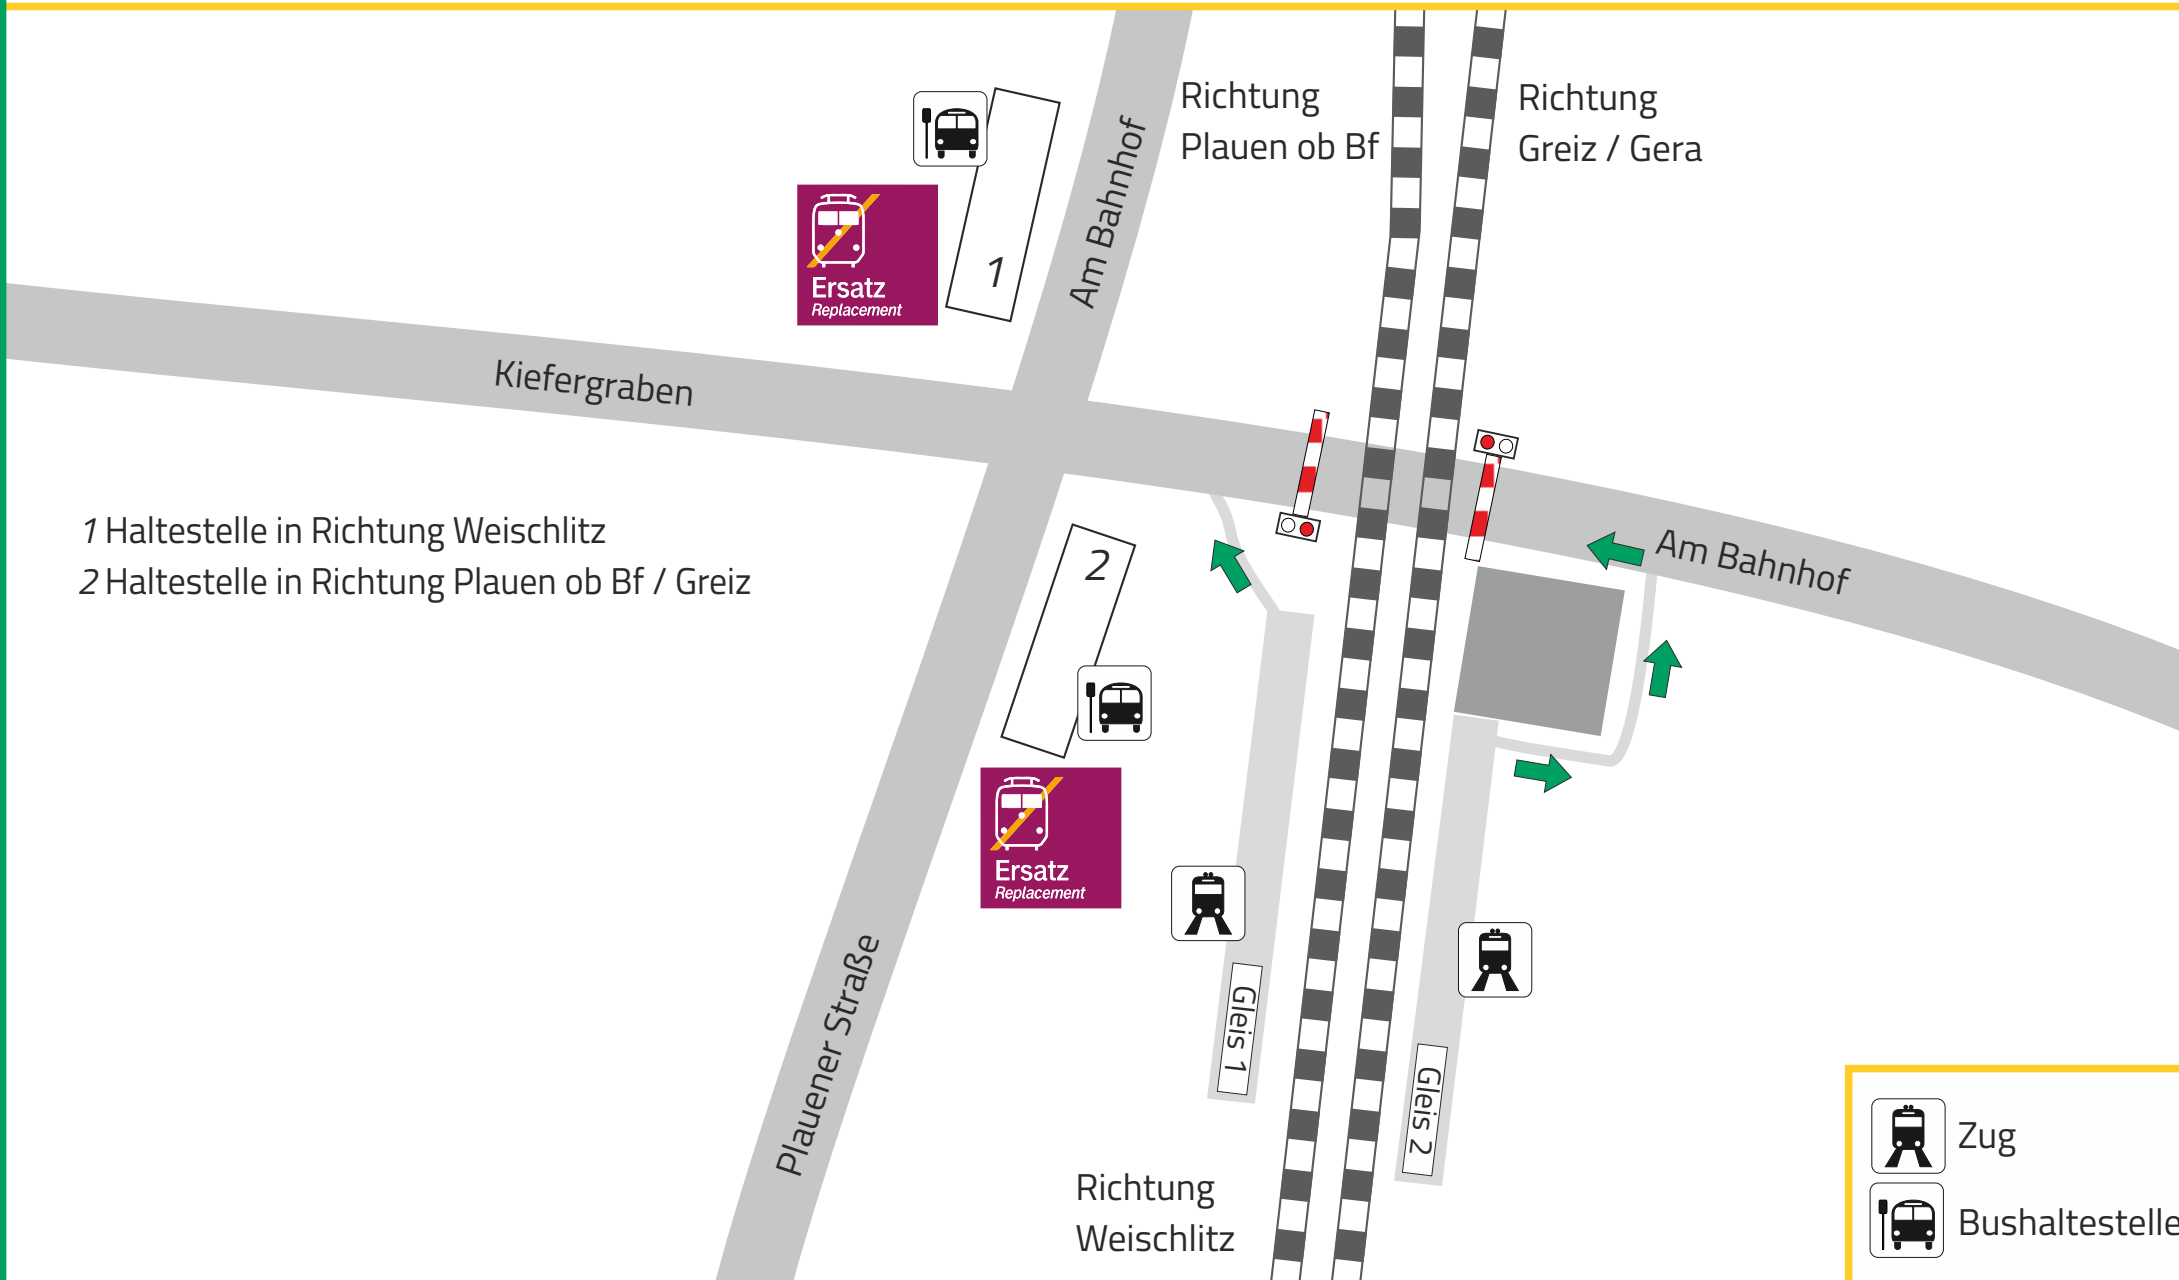 Richtung
Plauen ob Bf
Richtung
Greiz / Gera
Am Bahnhof
1
Ersatz
Replacement
Kiefergraben
1 Haltestelle in Richtung Weischlitz
2 Haltestelle in Richtung Plauen ob Bf / Greiz
2
Am Bahnhof
Ersatz
Replacement
Plauener Straße
Gleis 1
Gleis 2
Richtung
Weischlitz
Zug
Bushaltestelle